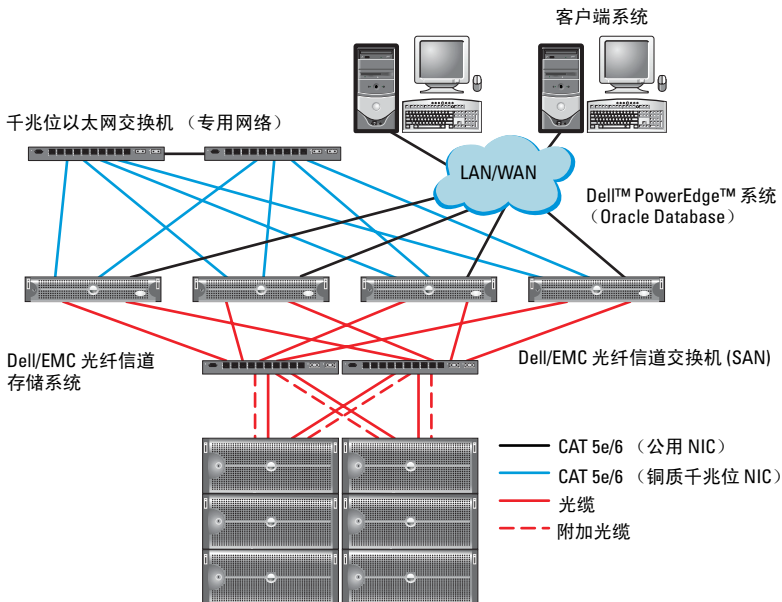 客户端系统
千兆位以太网交换机 （专用网络）
LAN/WAN
Dell™ PowerEdge™ 系统
（Oracle Database）
Dell/EMC 光纤信道
存储系统
Dell/EMC 光纤信道交换机 (SAN)
CAT 5e/6 （公用 NIC）
CAT 5e/6 （铜质千兆位 NIC）
光缆
附加光缆